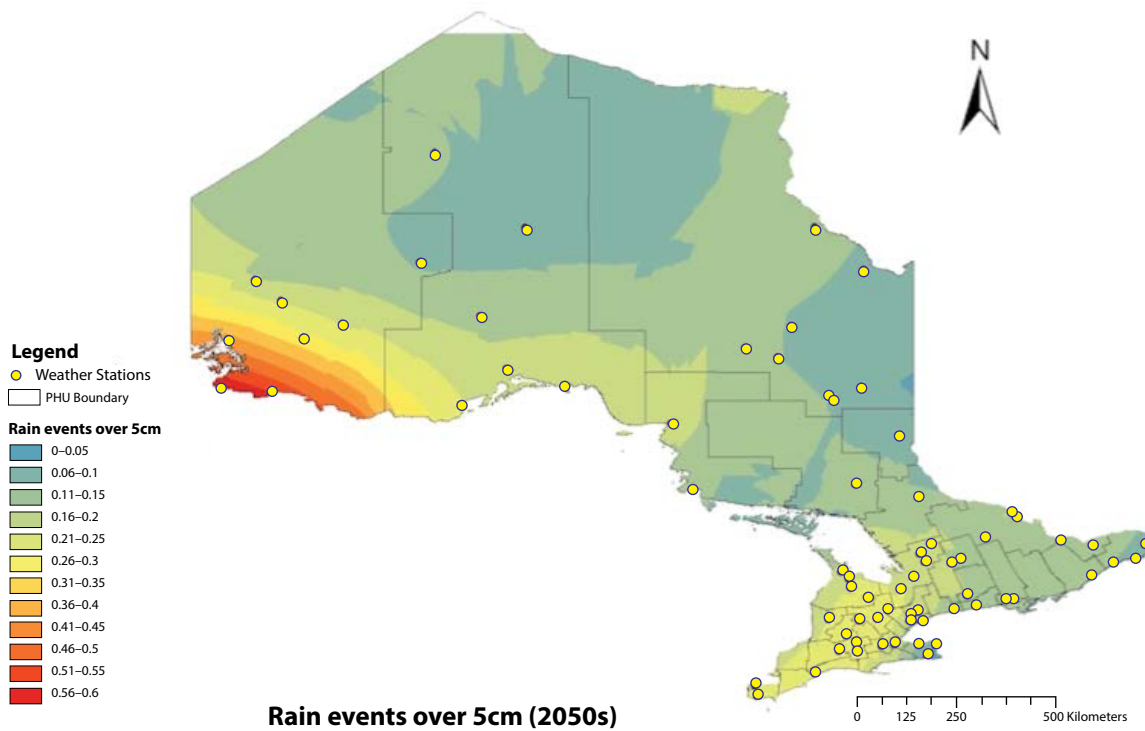 N
Legend
Weather Stations
PHU Boundary
Rain events over 5cm
0–0.05
0.06–0.1
0.11–0.15
0.16–0.2
0.21–0.25
0.26–0.3
0.31–0.35
0.36–0.4
0.41–0.45
0.46–0.5
0.51–0.55
0.56–0.6
Rain events over 5cm (2050s)
0 125 250 500 Kilometers